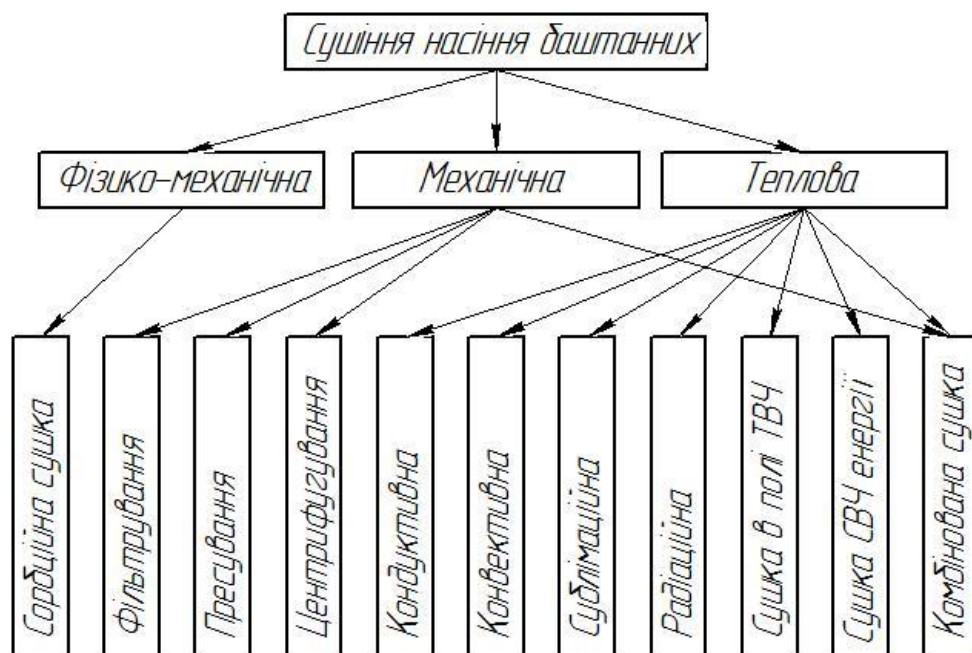 Сушіння насіння баштанних
Фізико-механічна
Механічна
Теплова
Сорбційна сушка
Фільтрування
Пресування
Центрифугування
Кондуктивна
Конвективна
Сублімаційна
Радіаційна
Сушка в полі ТВЧ
Сушка СВЧ енергії
Комбінована сушка